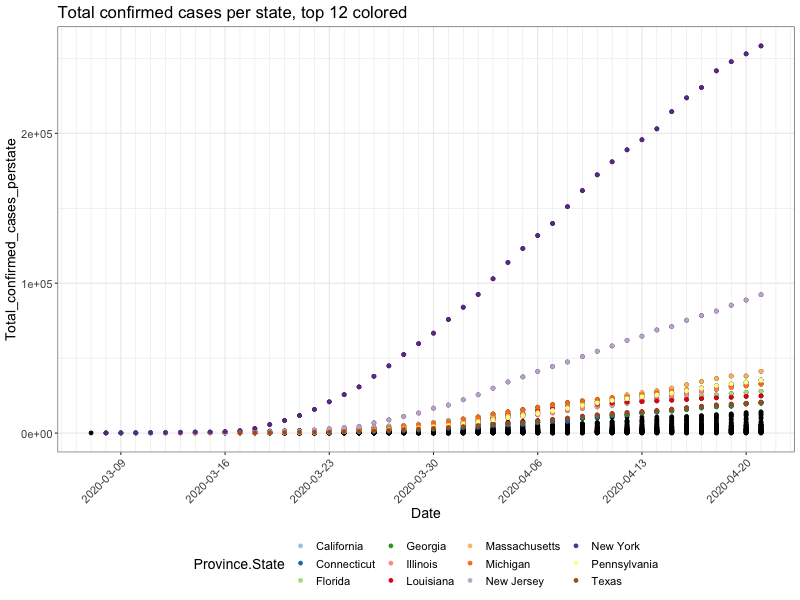 Total confirmed cases per state, top 12 colored
Total_confirmed_cases_perstate
2e+05
1e+05
0e+00
2020-03-09 2020-03-16 2020-03-23 2020-03-30 2020-04-06 2020-04-13 2020-04-20
Date
Province.State
California Georgia Massachusetts New York
Connecticut Illinois Michigan Pennsylvania
Florida Louisiana New Jersey Texas